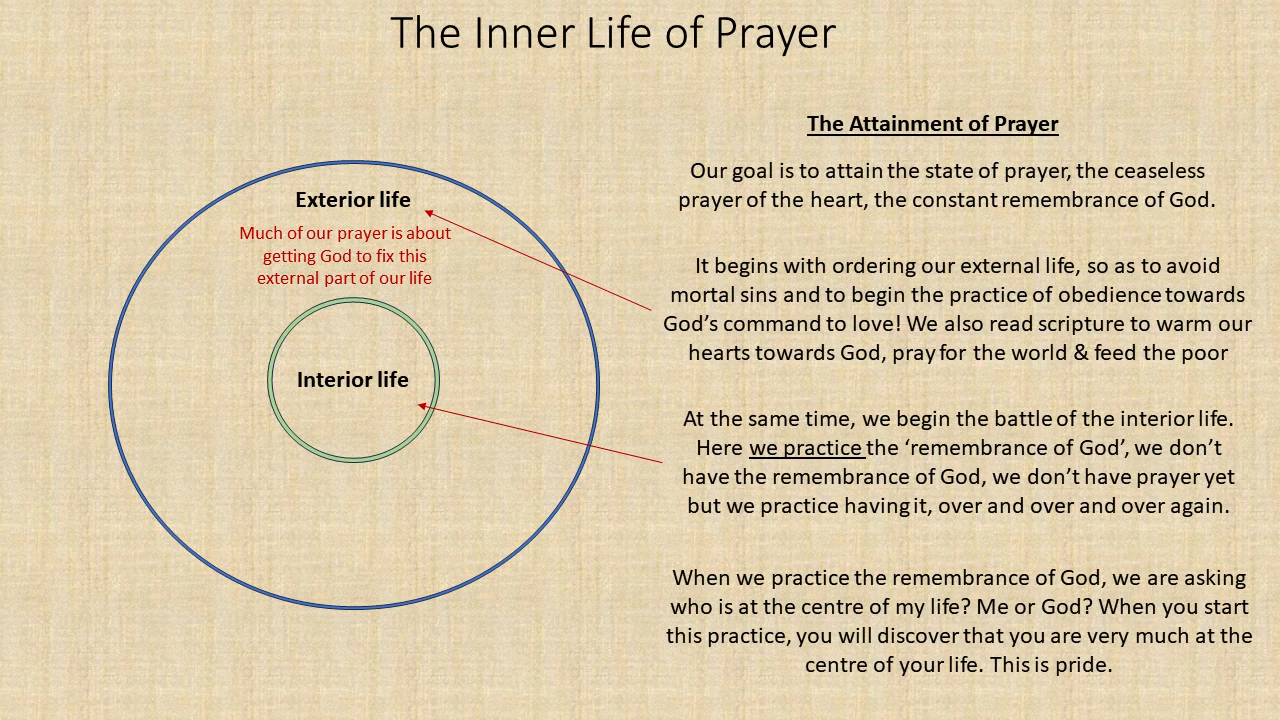 The Inner Life of Prayer
The Attainment of Prayer
Our goal is to attain the state of prayer, the ceaseless
prayer of the heart, the constant remembrance of God.
Exterior life
Much of our prayer is about
getting God to fix this
external part of our life
Interior life
It begins with ordering our external life, so as to avoid
mortal sins and to begin the practice of obedience towards
God’s command to love! We also read scripture to warm our
hearts towards God, pray for the world & feed the poor
At the same time, we begin the battle of the interior life.
Here we practice the ‘remembrance of God’, we don’t
have the remembrance of God, we don’t have prayer yet
but we practice having it, over and over and over again.
When we practice the remembrance of God, we are asking
who is at the centre of my life? Me or God? When you start
this practice, you will discover that you are very much at the
centre of your life. This is pride.